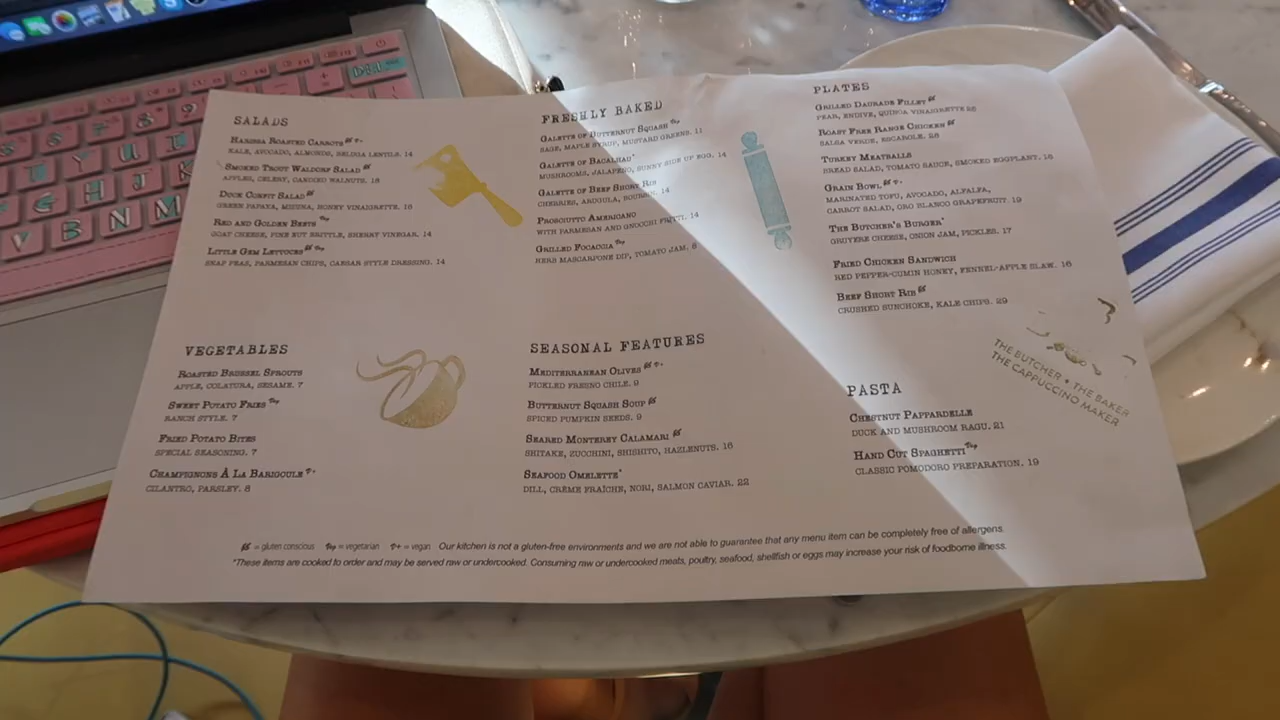 SALADS
HARISSA ROASTED CARROTS
KALE, AVOCADO, ALMONDS, BELUGA LENTILS. 14
SMOKED TROUT WALDORF SALAD
APPLES, CELERY, CANDIED WALNUTS. 18
DUCK CONFIT SALAD
GREEN PAPAYA, MIZUNA, HONEY VINAIGRETTE. 16
RED AND GOLDEN BEETS
GOAT CHEESE, PINE NUT BRITTLE, SHERRY VINEGAR. 14
LITTLE GEM LETTUCES
SNAP PEAS, PARMESAN CHIPS, CAESAR STYLE DRESSING. 14
VEGETABLES
ROASTED BRUSSEL SPROUTS
APPLE, COLATURA, SESAME. 7
SWEET POTATO FRIES
RANCH STYLE. 7
FRIED POTATO BITES
SPECIAL SEASONING. 7
CHAMPIGNONS À LA BARIGOULE
CILANTRO, PARSLEY. 8
FRESHLY BAKED
GALETTE OF BUTTERNUT SQUASH
SAGE, MAPLE SYRUP, MUSTARD GREENS. 11
GALETTE OF BACALHAU*
MUSHROOMS, JALAPEÑO, SUNNY SIDE UP EGG. 14
GALETTE OF BEEF SHORT RIB
CHERRIES, ARUGULA, BOURSIN. 14
PROSCIUTTO AMERICANO
WITH PARMESAN AND GNOCCHI FRITTI. 14
GRILLED FOCACCIA
HERB MASCARPONE DIP, TOMATO JAM. 8
SEASONAL FEATURES
MEDITERRANEAN OLIVES
PICKLED FRESNO CHILE. 9
BUTTERNUT SQUASH SOUP
SPICED PUMPKIN SEEDS. 9
SEARED MONTEREY CALAMARI
SHITAKE, ZUCCHINI, SHISHITO, HAZLENUTS. 16
SEAFOOD OMELETTE*
DILL, CRÈME FRAÎCHE, NORI, SALMON CAVIAR. 22
PLATES
GRILLED DAURADE FILLET
PEAR, ENDIVE, QUINOA VINAIGRETTE 25
ROAST FREE RANGE CHICKEN
SALSA VERDE, ESCAROLE. 28
TURKEY MEATBALLS
BREAD SALAD, TOMATO SAUCE, SMOKED EGGPLANT. 18
GRAIN BOWL
MARINATED TOFU, AVOCADO, ALFALFA,
CARROT SALAD, ORO BLANCO GRAPEFRUIT. 19
THE BUTCHER'S BURGER*
GRUYERE CHEESE, ONION JAM, PICKLES. 17
FRIED CHICKEN SANDWICH
RED PEPPER-CUMIN HONEY, FENNEL-APPLE SLAW. 16
BEEF SHORT RIB
CRUSHED SUNCHOKE, KALE CHIPS. 29
PASTA
CHESTNUT PAPPARDELLE
DUCK AND MUSHROOM RAGU. 21
HAND CUT SPAGHETTI
CLASSIC POMODORO PREPARATION. 19
THE BUTCHER • THE BAKER
THE CAPPUCCINO MAKER
= gluten conscious Veg = vegetarian V+ = vegan Our kitchen is not a gluten-free environments and we are not able to guarantee that any menu item can be completely free of allergens.
*These items are cooked to order and may be served raw or undercooked. Consuming raw or undercooked meats, poultry, seafood, shellfish or eggs may increase your risk of foodborne illness.